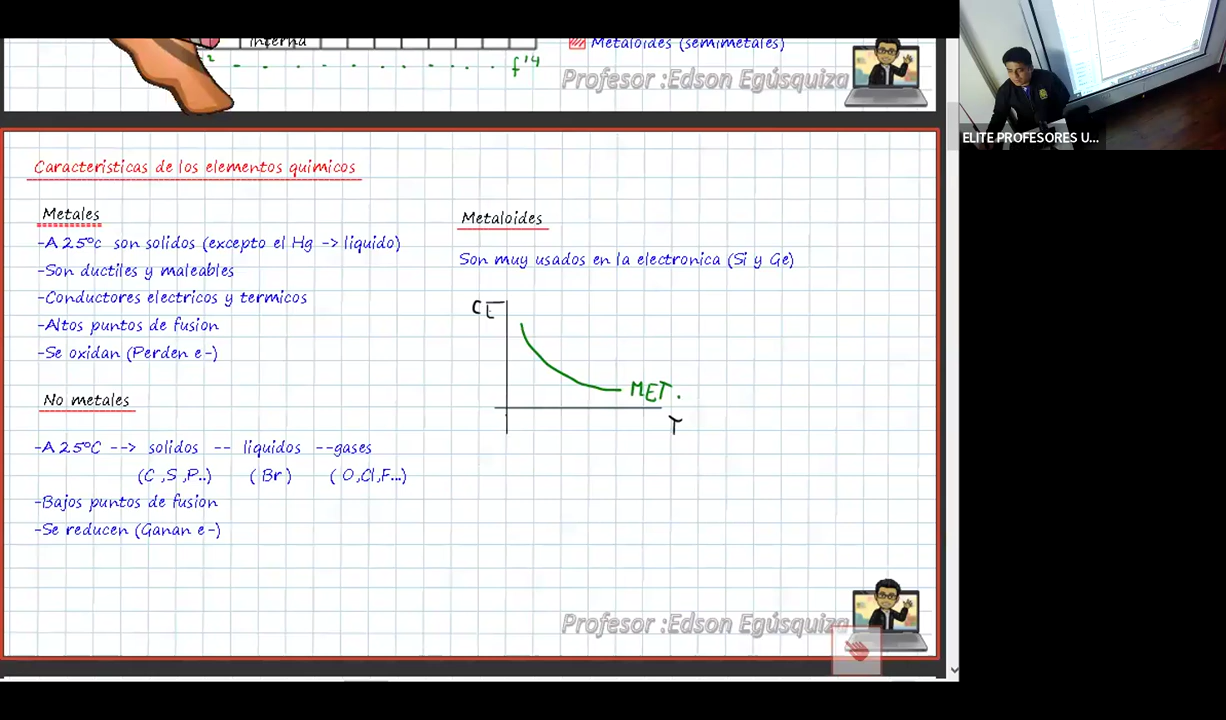 Interna
2 f'14
Metaloides (semimetales)
Profesor :Edson Egúsquiza
ELITE PROFESORES U...
Caracteristicas de los elementos quimicos
Metales
-A 25°c son solidos (excepto el Hg -> liquido)
-Son ductiles y maleables
-Conductores electricos y termicos
-Altos puntos de fusion
-Se oxidan (Perden e-)
No metales
-A 25°C --> solidos -- liquidos --gases
(C ,S ,P..) ( Br ) ( O,Cl,F...)
-Bajos puntos de fusion
-Se reducen (Ganan e-)
Metaloides
Son muy usados en la electronica (Si y Ge)
CE
MET.
T
Profesor :Edson Egúsquiza